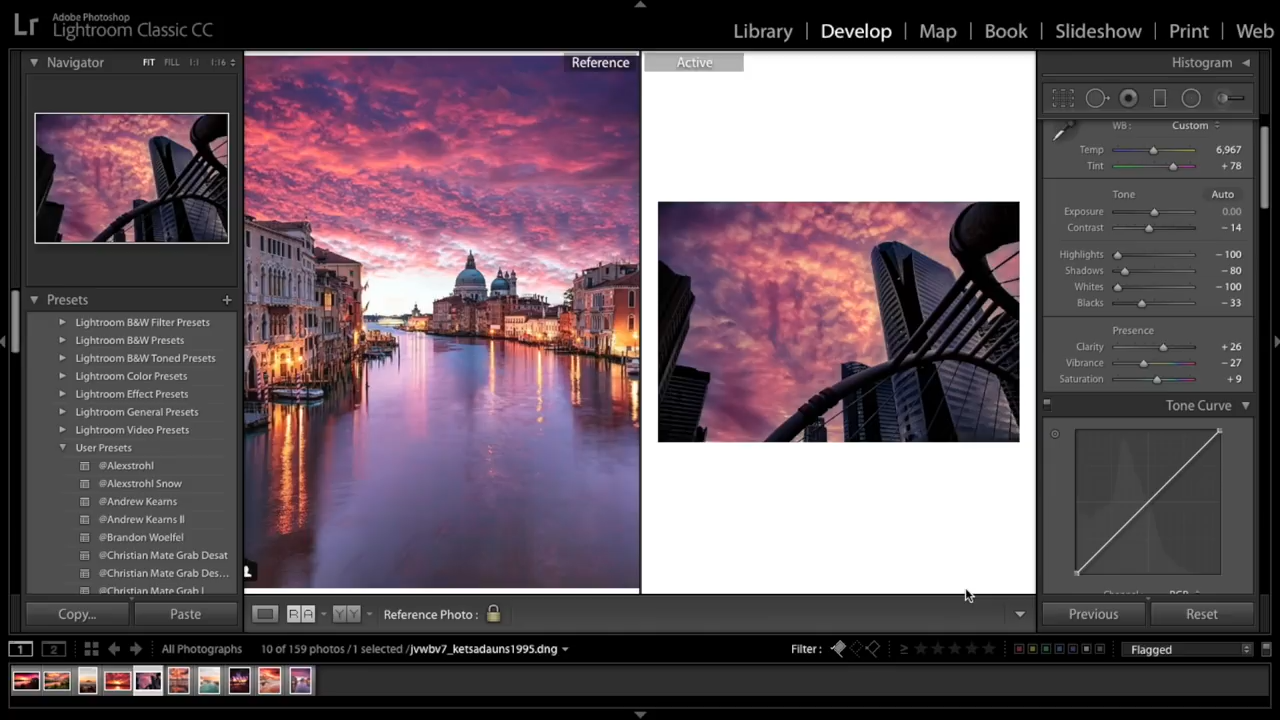 Lr
Adobe Photoshop
Lightroom Classic CC
Library | Develop | Map | Book | Slideshow | Print | Web
Navigator FIT FILL 1:1 1:16
Reference
Active
Histogram
WB: Custom
Temp 6,967
Tint + 78
Tone Auto
Exposure 0.00
Contrast – 14
Highlights – 100
Shadows – 80
Whites – 100
Blacks – 33
Presence
Clarity + 26
Vibrance – 27
Saturation + 9
Tone Curve
Presets +
Lightroom B&W Filter Presets
Lightroom B&W Presets
Lightroom B&W Toned Presets
Lightroom Color Presets
Lightroom Effect Presets
Lightroom General Presets
Lightroom Video Presets
User Presets
@Alexstrohl
@Alexstrohl Snow
@Andrew Kearns
@Andrew Kearns II
@Brandon Woelfel
@Christian Mate Grab Desat
@Christian Mate Grab Des...
@Christian Mate Grab I
Copy... Paste
R A Y Y Reference Photo :
Previous Reset
1 2 All Photographs 10 of 159 photos / 1 selected / jvwbv7_ketsadauns1995.dng Filter : ≥ Flagged